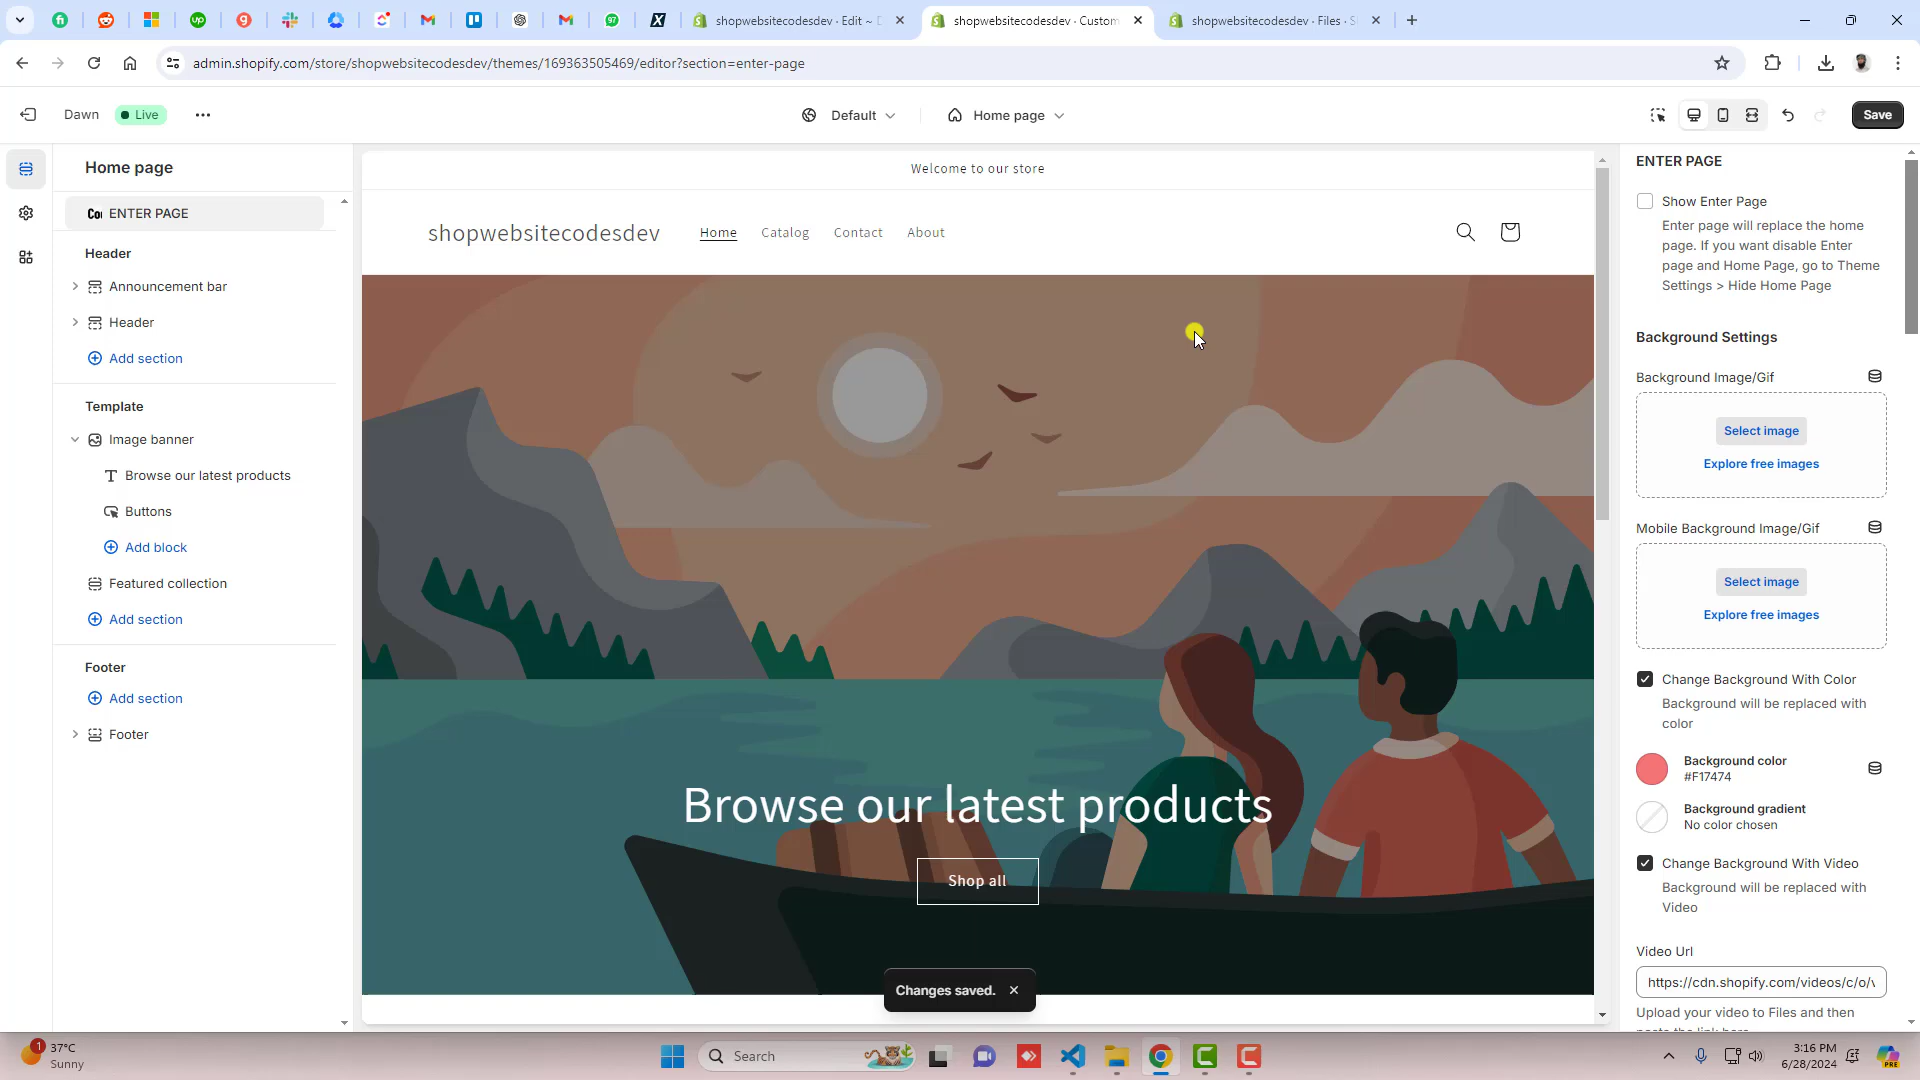 shopwebsitecodesdev · Edit ~ D
shopwebsitecodesdev · Custom
shopwebsitecodesdev · Files · S
admin.shopify.com/store/shopwebsitecodesdev/themes/169363505469/editor?section=enter-page
Dawn
Live
Default
Home page
Save
Home page
ENTER PAGE
Header
Announcement bar
Header
Add section
Template
Image banner
Browse our latest products
Buttons
Add block
Featured collection
Add section
Footer
Add section
Footer
Welcome to our store
shopwebsitecodesdev
Home
Catalog
Contact
About
Browse our latest products
Shop all
Changes saved.
ENTER PAGE
Show Enter Page
Enter page will replace the home
page. If you want disable Enter
page and Home Page, go to Theme
Settings > Hide Home Page
Background Settings
Background Image/Gif
Select image
Explore free images
Mobile Background Image/Gif
Select image
Explore free images
Change Background With Color
Background will be replaced with
color
Background color
#F17474
Background gradient
No color chosen
Change Background With Video
Background will be replaced with
Video
Video Url
https://cdn.shopify.com/videos/c/o/v
Upload your video to Files and then
1
37°C
Sunny
Search
3:16 PM
6/28/2024